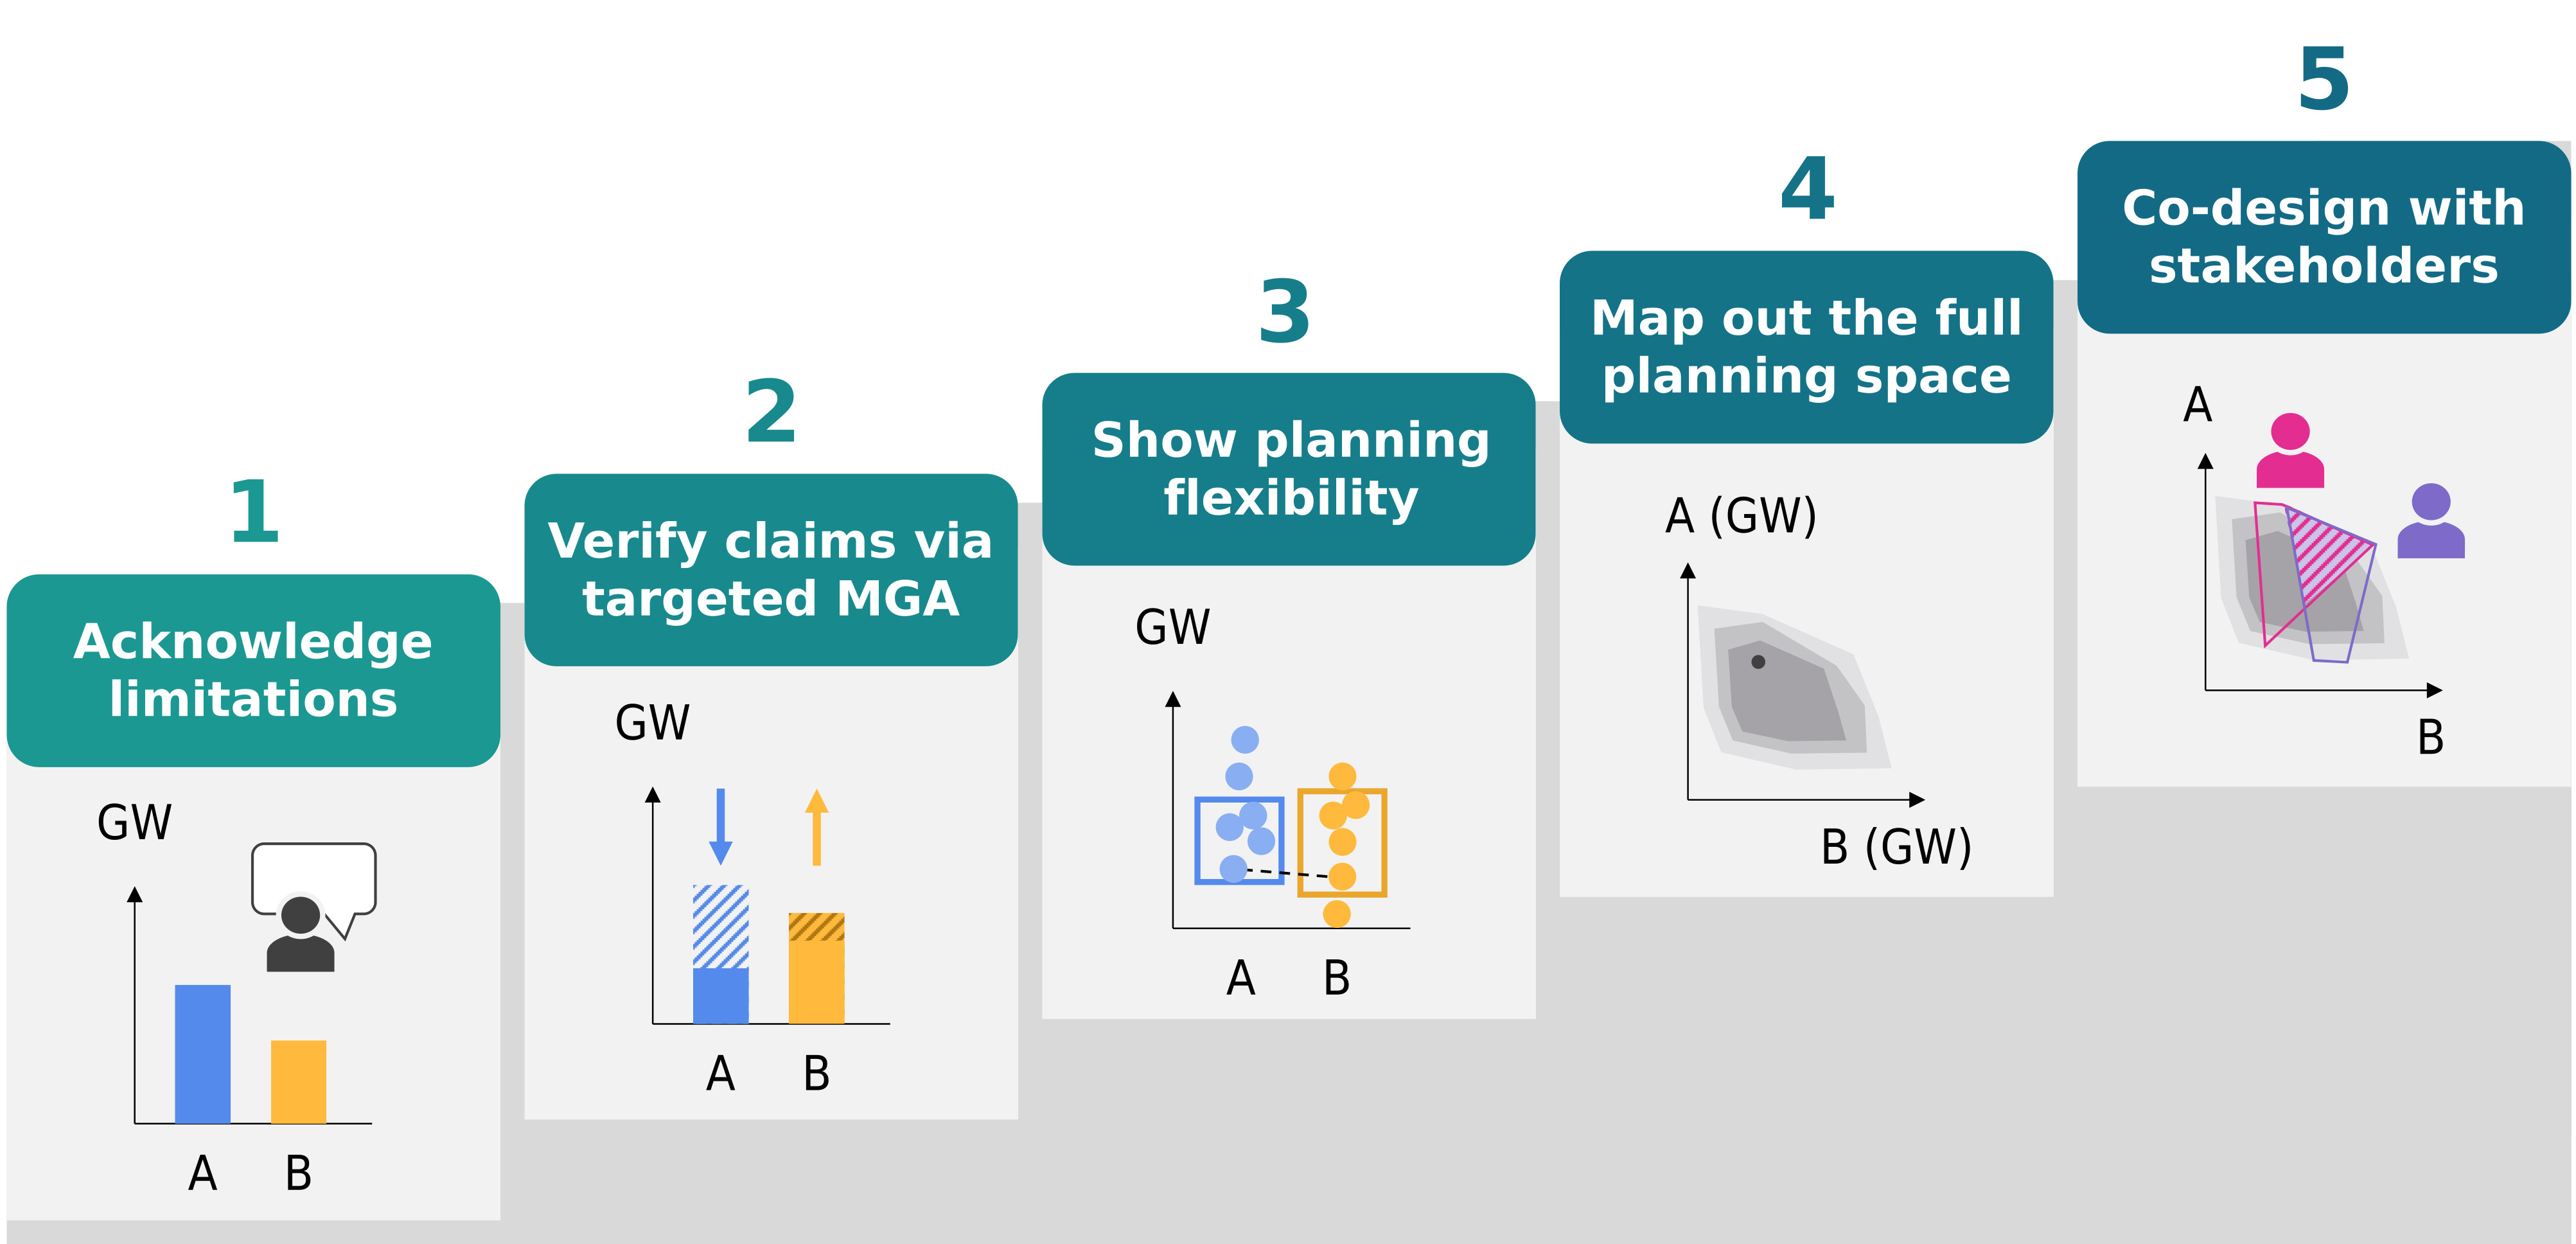 1
Acknowledge
limitations
GW
A
B
2
Verify claims via
targeted MGA
GW
A
B
3
Show planning
flexibility
GW
A
B
4
Map out the full
planning space
A (GW)
B (GW)
5
Co-design with
stakeholders
A
B